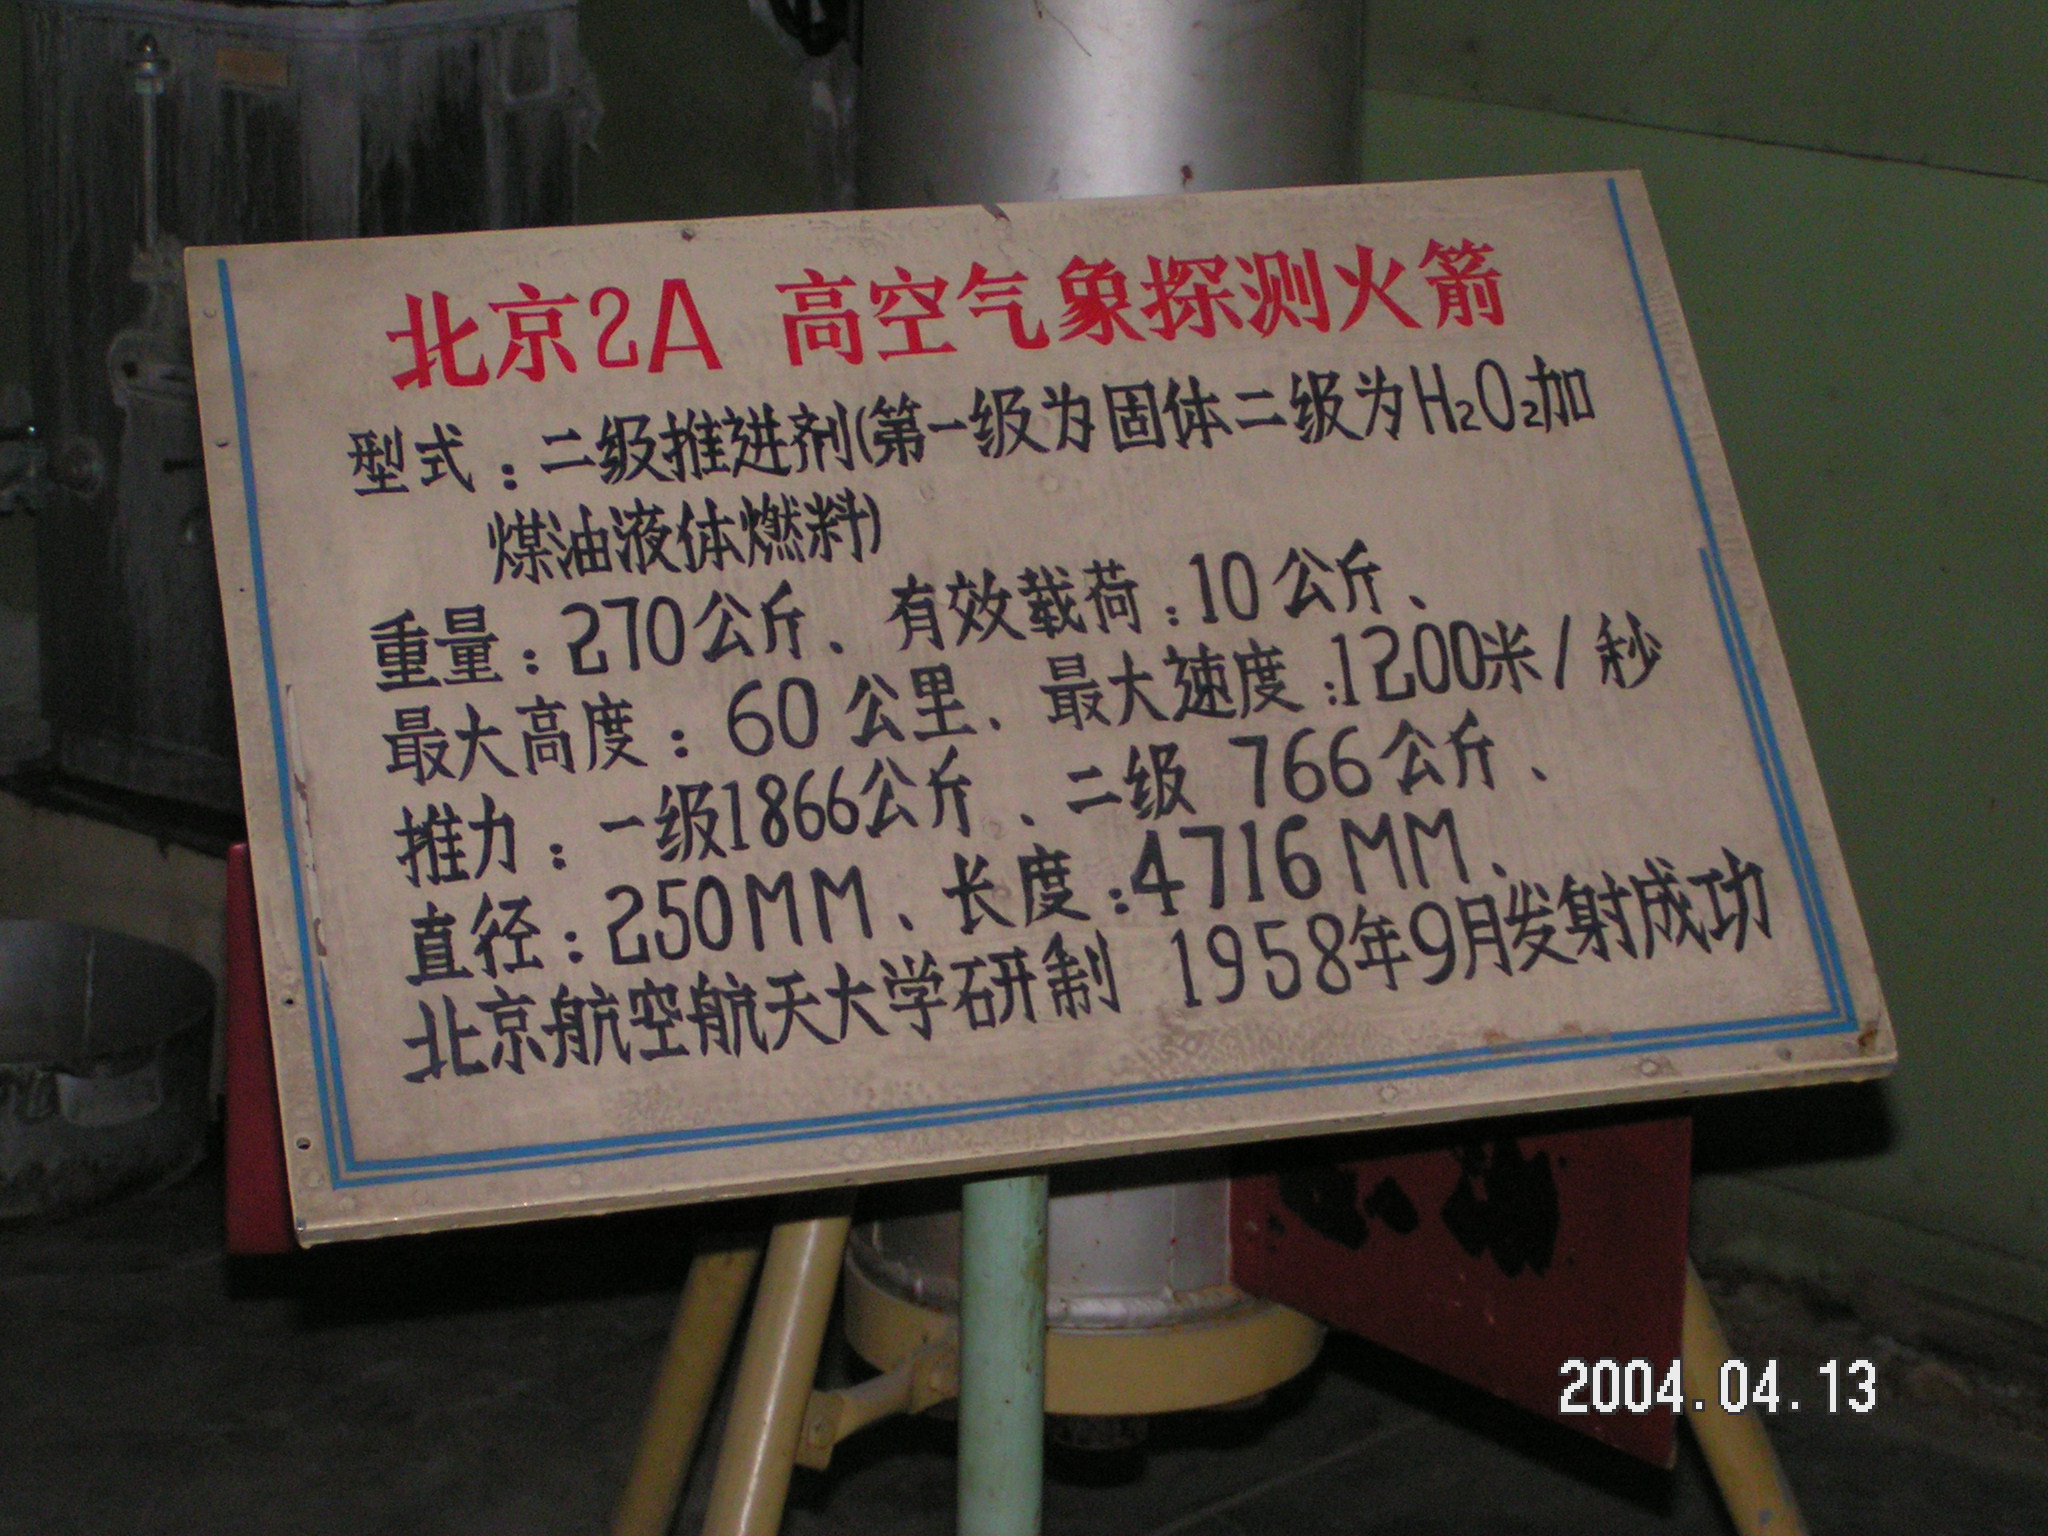 北京2A 高空气象探测火箭
型式：二级推进剂(第一级为固体二级为H₂O₂加
煤油液体燃料)
重量：270公斤、有效载荷：10公斤、
最大高度：60公里、最大速度：1200米/秒
推力：一级1866公斤、二级 766公斤、
直径：250MM、长度：4716MM、
北京航空航天大学研制 1958年9月发射成功
2004.04.13